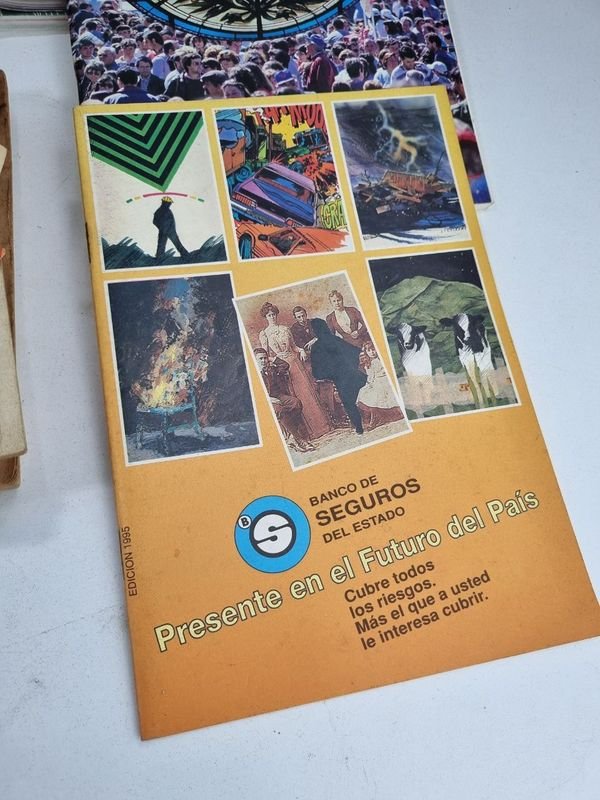 BANCO DE
SEGUROS
DEL ESTADO
B
S
Presente en el Futuro del País
Cubre todos
los riesgos.
Más el que a usted
le interesa cubrir.
EDICION 1995